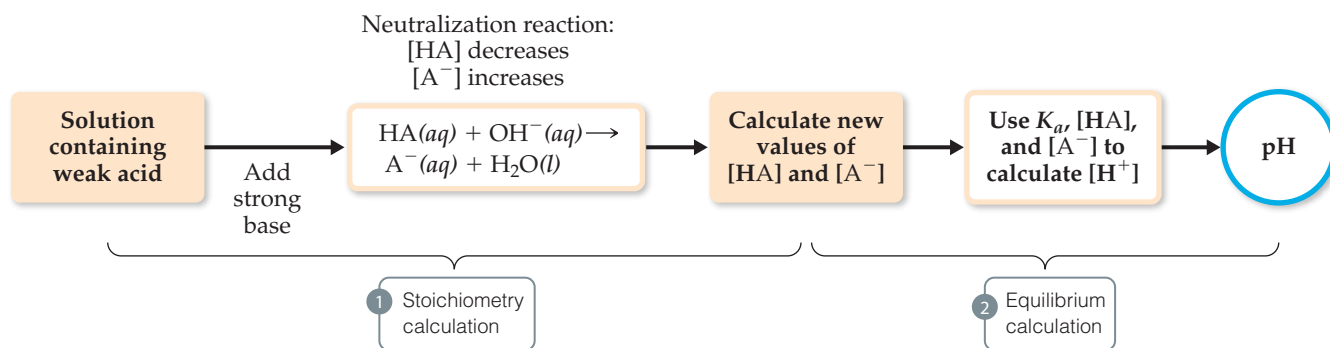 Neutralization reaction:
[HA] decreases
[A⁻] increases
Solution
containing
weak acid
Add
strong
base
HA(aq) + OH⁻(aq) ⟶
A⁻(aq) + H₂O(l)
Calculate new
values of
[HA] and [A⁻]
Use Kₐ, [HA],
and [A⁻] to
calculate [H⁺]
pH
1 Stoichiometry
calculation
2 Equilibrium
calculation